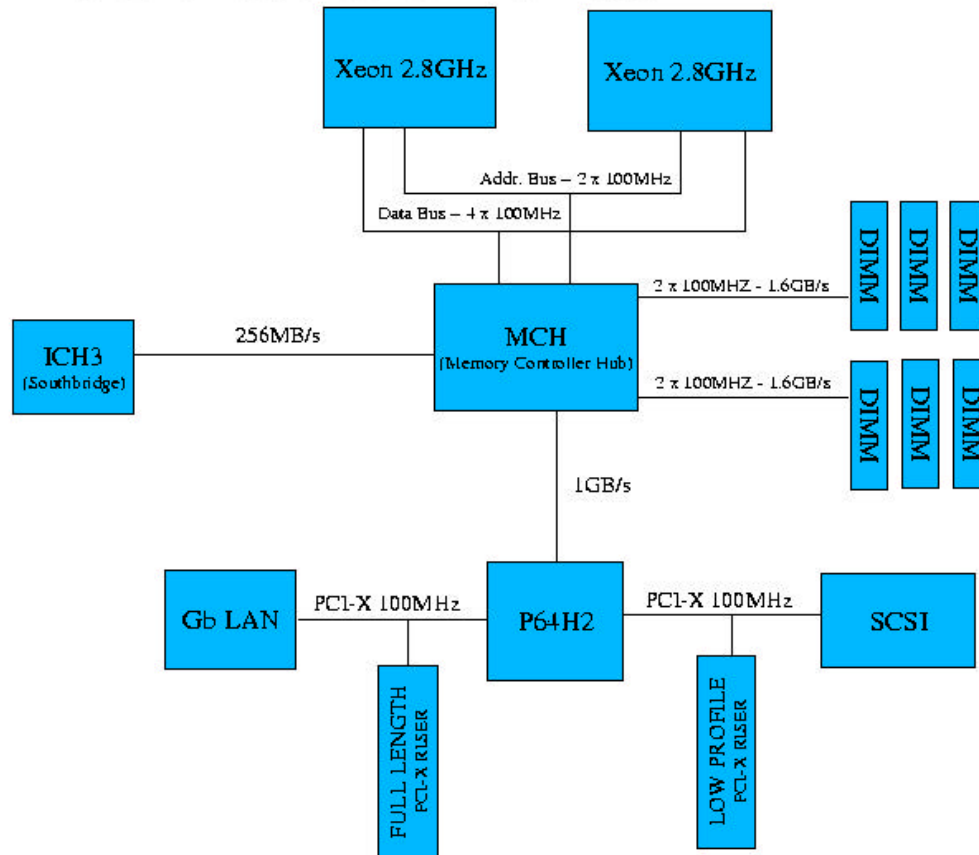 Xeon 2.8GHz
Xeon 2.8GHz
Addr. Bus – 2 x 100MHz
Data Bus – 4 x 100MHz
DIMM
DIMM
DIMM
2 x 100MHZ - 1.6GB/s
256MB/s
MCH
(Memory Controller Hub)
ICH3
(Southbridge)
2 x 100MHZ - 1.6GB/s
DIMM
DIMM
DIMM
1GB/s
Gb LAN
PCI-X 100MHz
P64H2
PCI-X 100MHz
SCSI
FULL LENGTH
PCI-X RISER
LOW PROFILE
PCI-X RISER